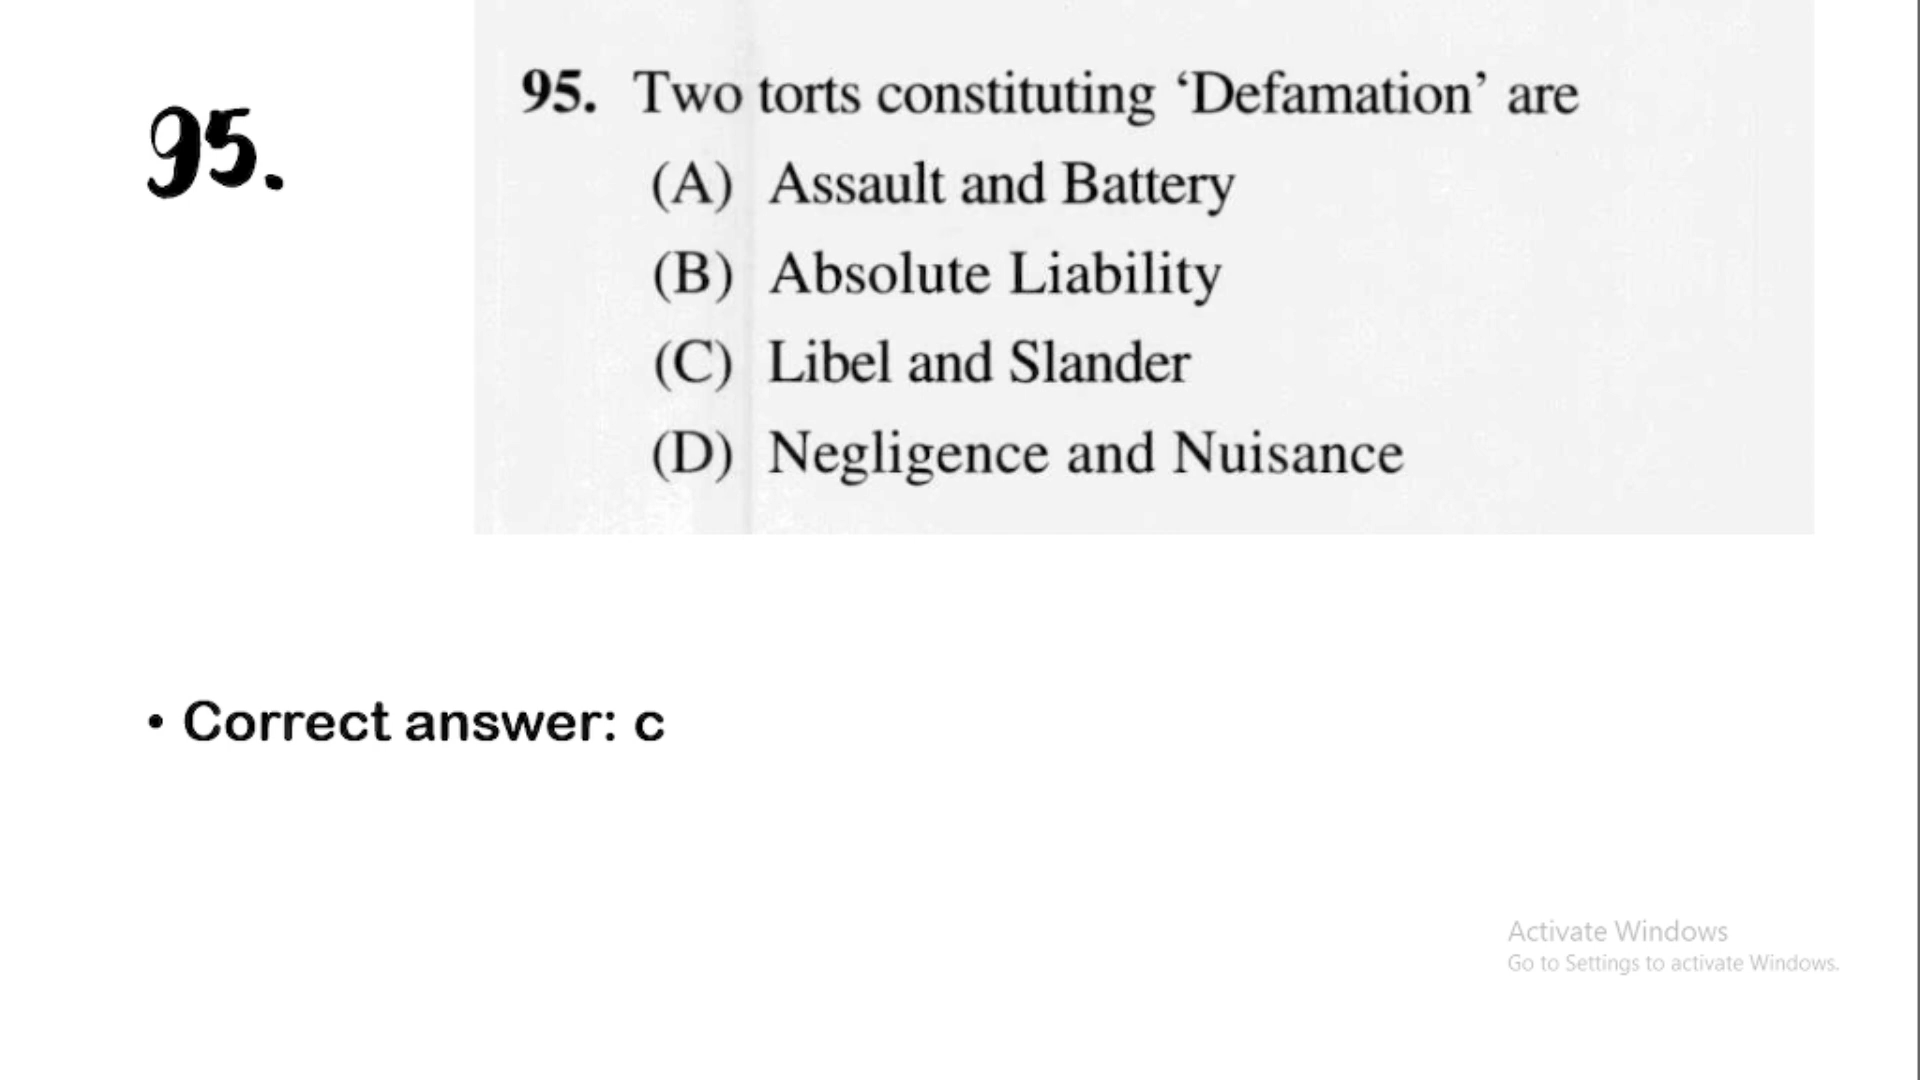 95.
95. Two torts constituting ‘Defamation’ are
(A) Assault and Battery
(B) Absolute Liability
(C) Libel and Slander
(D) Negligence and Nuisance
• Correct answer: c
Activate Windows
Go to Settings to activate Windows.